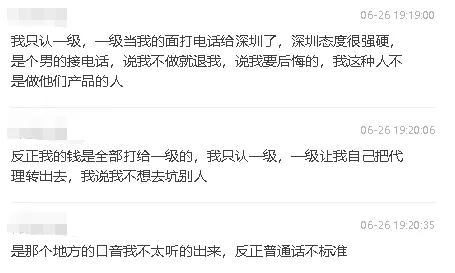 06-26 19:19:00
我只认一级，一级当我的面打电话给深圳了，深圳态度很强硬，
是个男的接电话，说我不做就退我，说我要后悔的，我这种人不
是做他们产品的人
06-26 19:20:06
反正我的钱是全部打给一级的，我只认一级，一级让我自己把代
理转出去，我说我不想去坑别人
06-26 19:20:35
是那个地方的口音我不太听的出来，反正普通话不标准